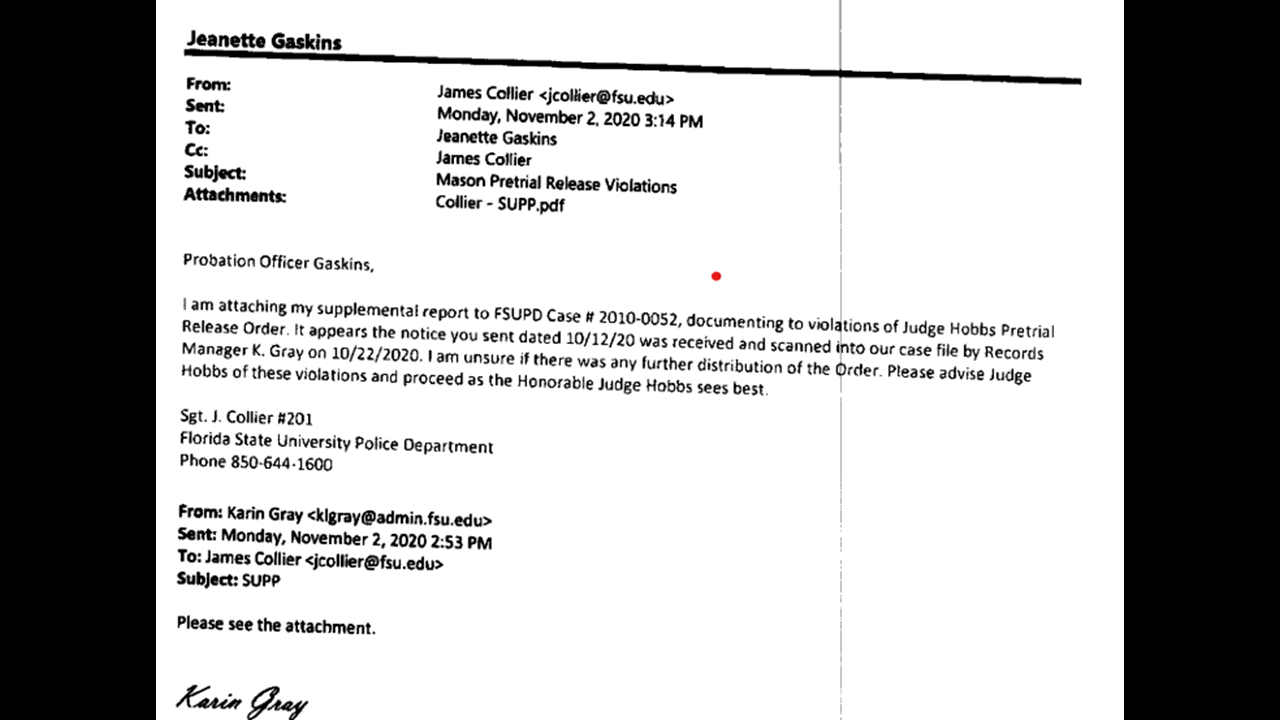 Jeanette Gaskins
From: James Collier <jcollier@fsu.edu>
Sent: Monday, November 2, 2020 3:14 PM
To: Jeanette Gaskins
Cc: James Collier
Subject: Mason Pretrial Release Violations
Attachments: Collier - SUPP.pdf
Probation Officer Gaskins,
I am attaching my supplemental report to FSUPD Case # 2010-0052, documenting to violations of Judge Hobbs Pretrial
Release Order. It appears the notice you sent dated 10/12/20 was received and scanned into our case file by Records
Manager K. Gray on 10/22/2020. I am unsure if there was any further distribution of the Order. Please advise Judge
Hobbs of these violations and proceed as the Honorable Judge Hobbs sees best.
Sgt. J. Collier #201
Florida State University Police Department
Phone 850-644-1600
From: Karin Gray <klgray@admin.fsu.edu>
Sent: Monday, November 2, 2020 2:53 PM
To: James Collier <jcollier@fsu.edu>
Subject: SUPP
Please see the attachment.
Karin Gray